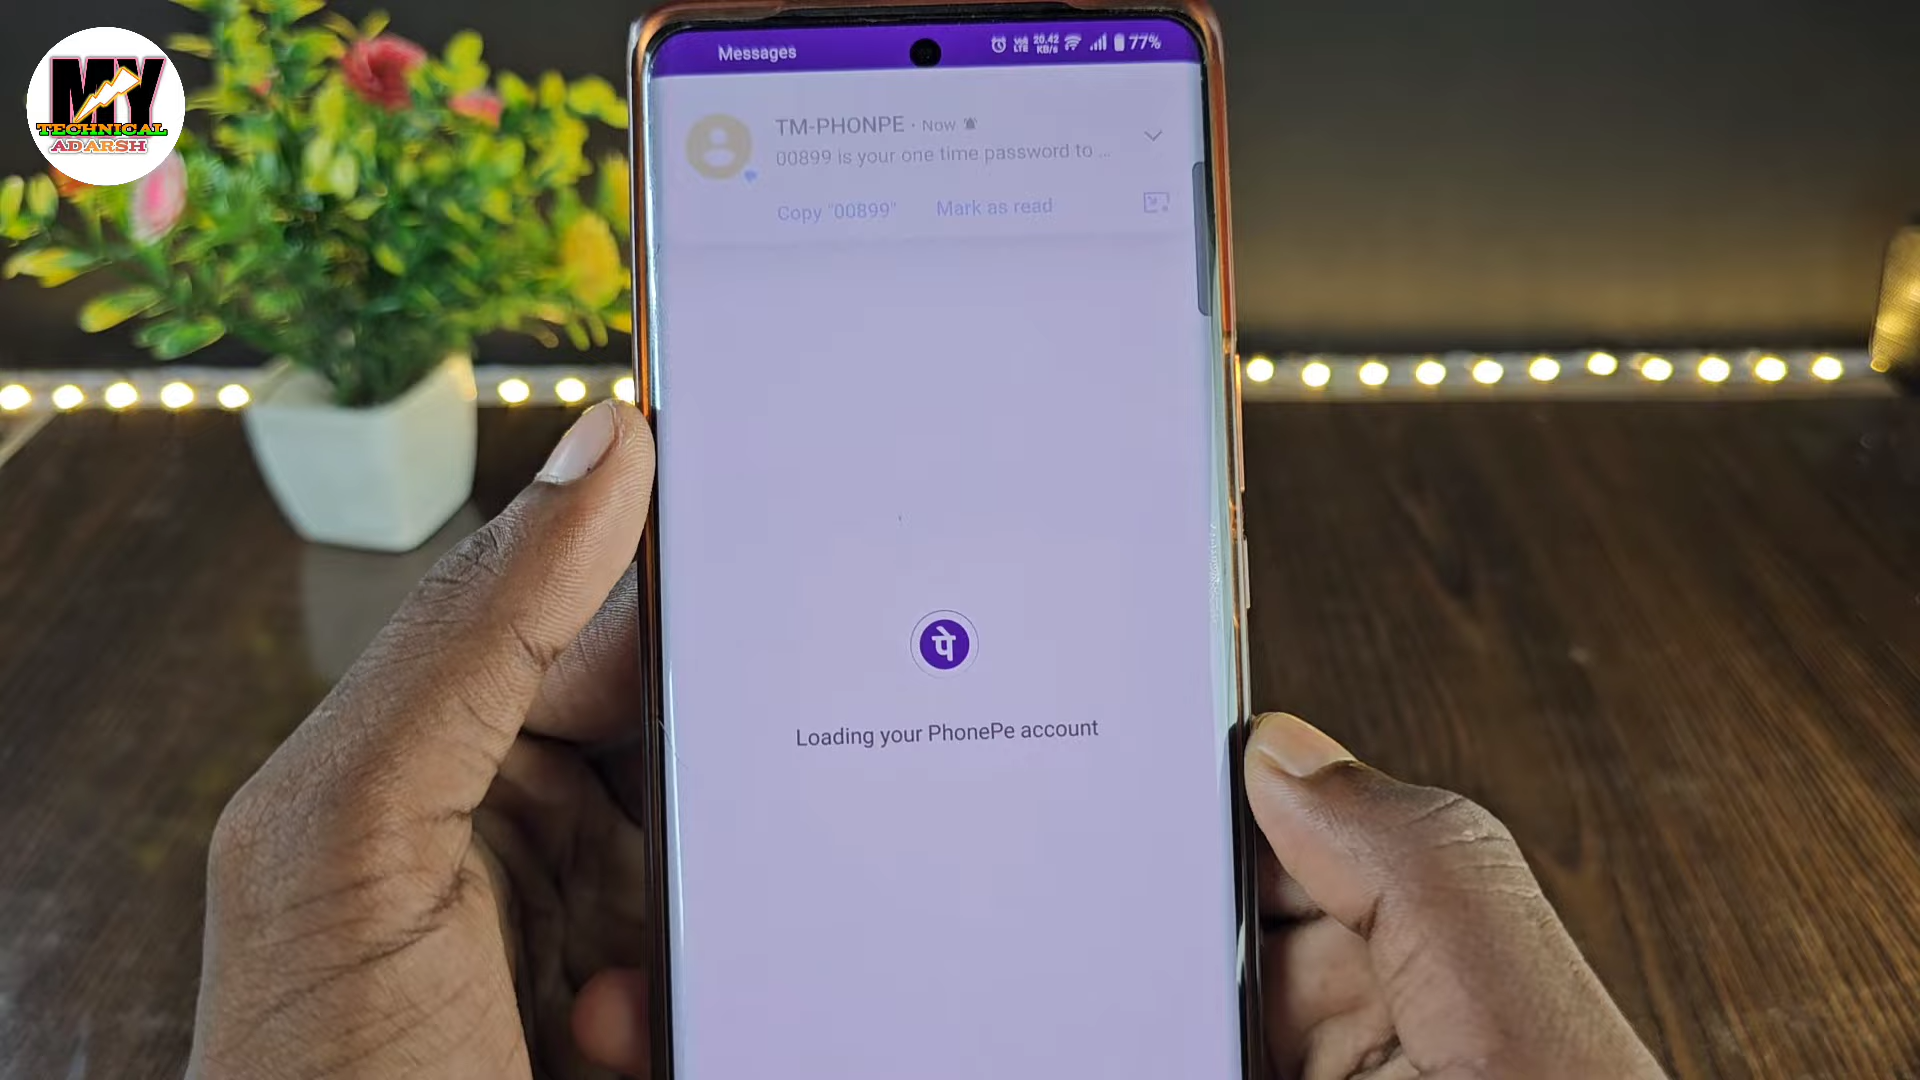 MY
TECHNICAL
ADARSH
Messages
VoLTE 20.42 KB/s 77%
TM-PHONPE · Now
00899 is your one time password to ...
Copy "00899" Mark as read
पे
Loading your PhonePe account